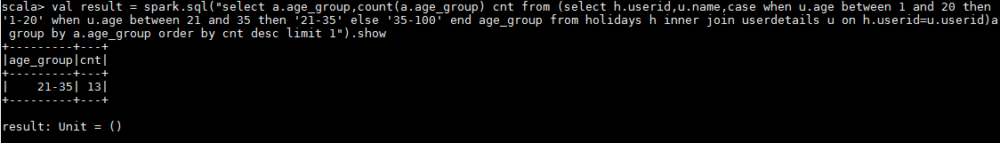 scala> val result = spark.sql("select a.age_group,count(a.age_group) cnt from (select h.userid,u.name,case when u.age between 1 and 20 then
'1-20' when u.age between 21 and 35 then '21-35' else '35-100' end age_group from holidays h inner join userdetails u on h.userid=u.userid)a
 group by a.age_group order by cnt desc limit 1").show
+---------+---+
|age_group|cnt|
+---------+---+
|    21-35| 13|
+---------+---+

result: Unit = ()